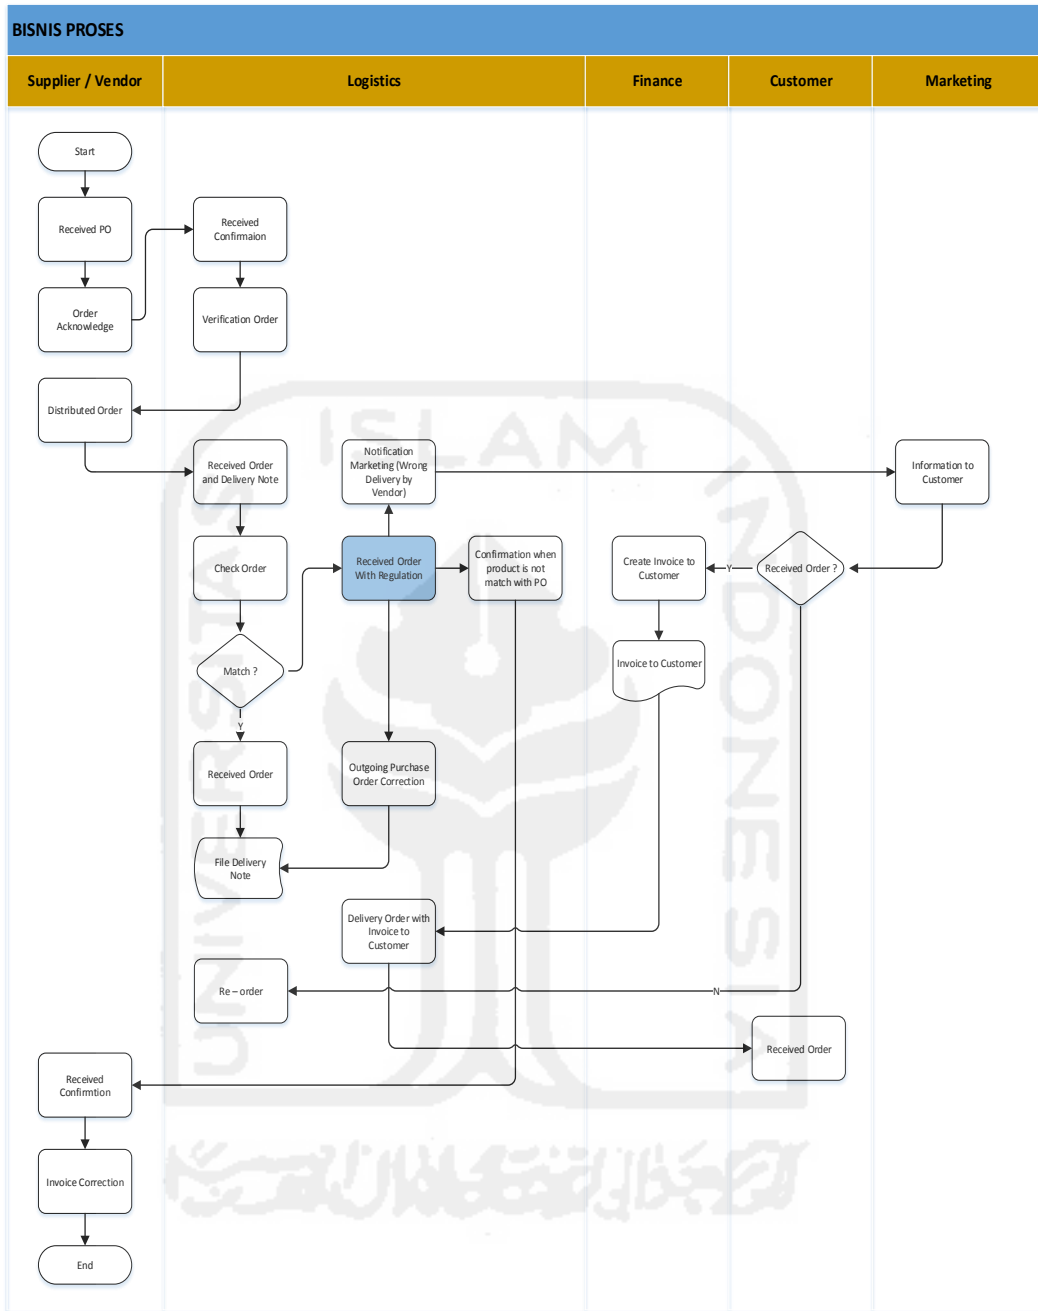 BISNIS PROSES
Supplier / Vendor
Logistics
Finance
Customer
Marketing
Start
Received PO
Received
Confirmaion
Order
Acknowledge
Verification Order
Distributed Order
Received Order
and Delivery Note
Notification
Marketing (Wrong
Delivery by
Vendor)
Information to
Customer
Check Order
Received Order
With Regulation
Confirmation when
product is not
match with PO
Create Invoice to
Customer
Y
Received Order ?
Match ?
Invoice to Customer
Y
Received Order
Outgoing Purchase
Order Correction
File Delivery
Note
Delivery Order with
Invoice to
Customer
Re – order
N
Received Order
Received
Confirmtion
Invoice Correction
End
UNIVERSITAS
ISLAM
INDONESIA